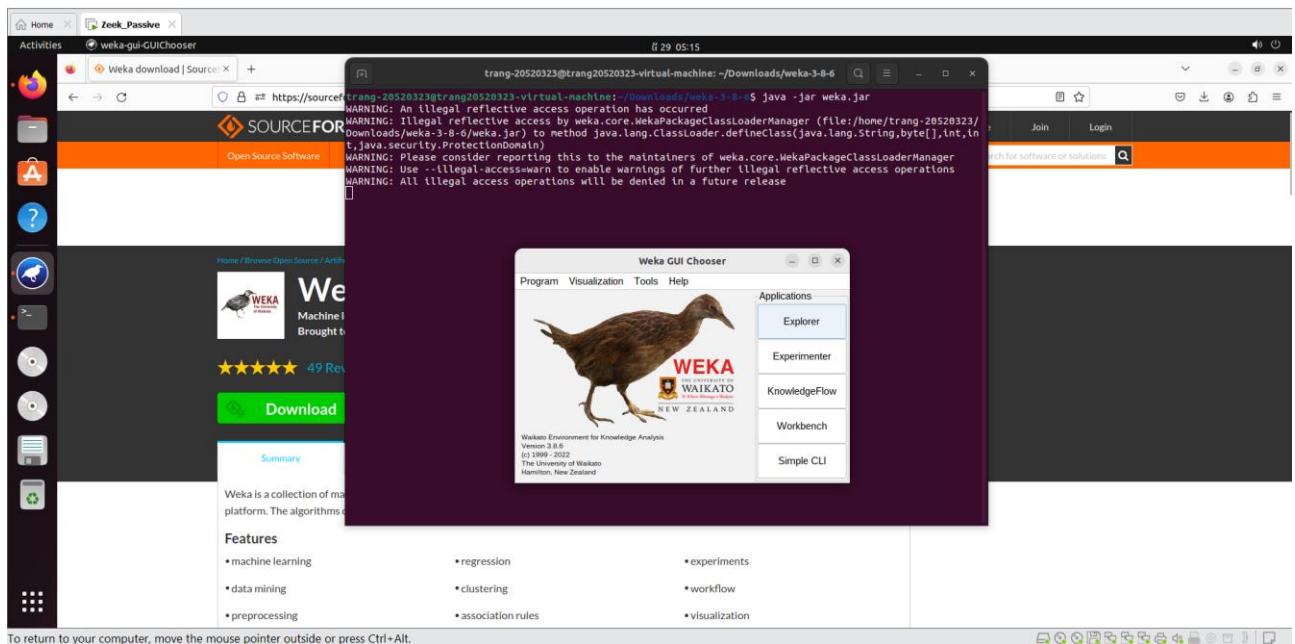 Home
Zeek_Passive
Activities
weka-gui-GUIChooser
29 05:15
Weka download | Source
trang-20520323@trang20520323-virtual-machine: ~/Downloads/weka-3-8-6
https://sourcef
trang-20520323@trang20520323-virtual-machine:~/Downloads/weka-3-8-6$ java -jar weka.jar
WARNING: An illegal reflective access operation has occurred
WARNING: Illegal reflective access by weka.core.WekaPackageClassLoaderManager (file:/home/trang-20520323/
Downloads/weka-3-8-6/weka.jar) to method java.lang.ClassLoader.defineClass(java.lang.String,byte[],int,in
t,java.security.ProtectionDomain)
WARNING: Please consider reporting this to the maintainers of weka.core.WekaPackageClassLoaderManager
WARNING: Use --illegal-access=warn to enable warnings of further illegal reflective access operations
WARNING: All illegal access operations will be denied in a future release
SOURCEFOR
Join
Login
Open Source Software
rch for software or solutions
Home / Browse Open Source / Artif
WEKA
We
Machine l
Brought t
49 Rev
Download
Summary
Weka is a collection of ma
platform. The algorithms
Features
• machine learning
• regression
• experiments
• data mining
• clustering
• workflow
• preprocessing
• association rules
• visualization
Weka GUI Chooser
Program Visualization Tools Help
WEKA
THE UNIVERSITY OF
WAIKATO
NEW ZEALAND
Waikato Environment for Knowledge Analysis
Version 3.8.6
(c) 1999 - 2022
The University of Waikato
Hamilton, New Zealand
Applications
Explorer
Experimenter
KnowledgeFlow
Workbench
Simple CLI
To return to your computer, move the mouse pointer outside or press Ctrl+Alt.